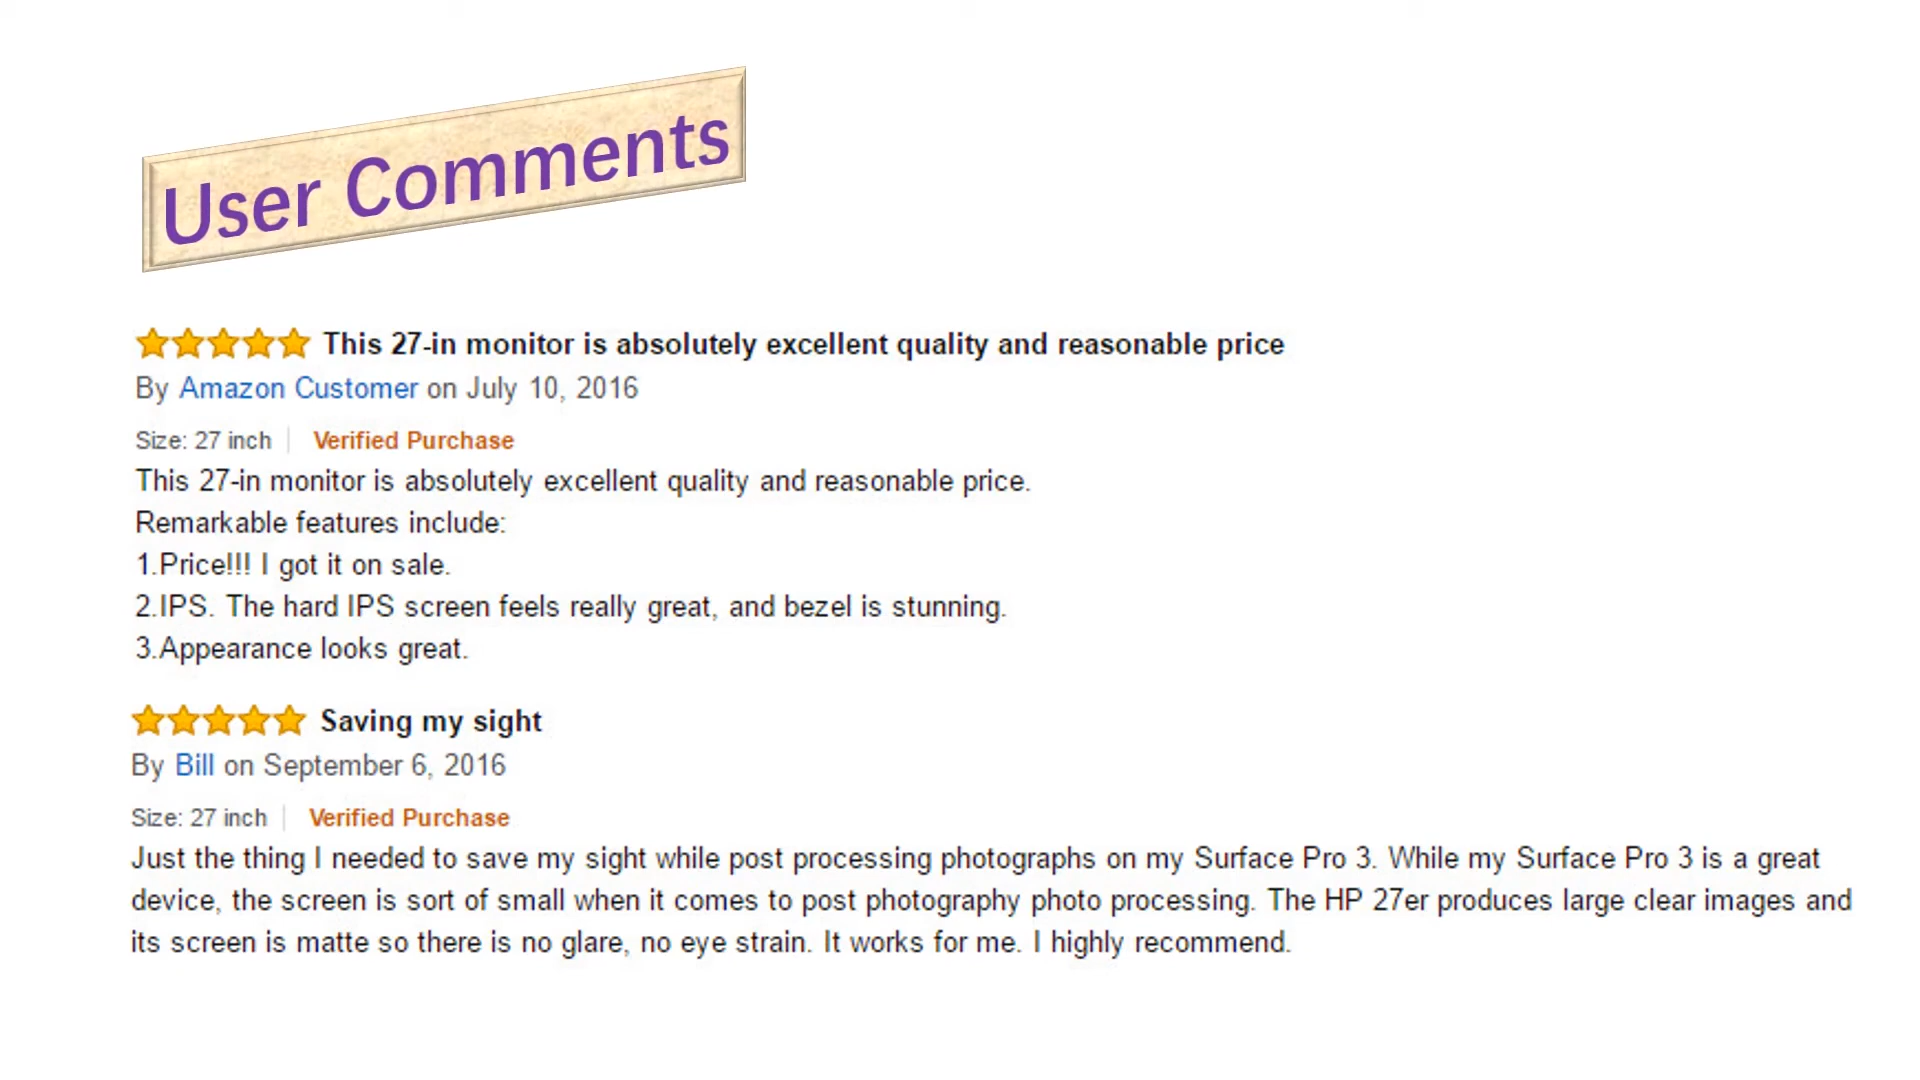 User Comments
This 27-in monitor is absolutely excellent quality and reasonable price
By Amazon Customer on July 10, 2016
Size: 27 inch | Verified Purchase
This 27-in monitor is absolutely excellent quality and reasonable price.
Remarkable features include:
1.Price!!! I got it on sale.
2.IPS. The hard IPS screen feels really great, and bezel is stunning.
3.Appearance looks great.
Saving my sight
By Bill on September 6, 2016
Size: 27 inch | Verified Purchase
Just the thing I needed to save my sight while post processing photographs on my Surface Pro 3. While my Surface Pro 3 is a great
device, the screen is sort of small when it comes to post photography photo processing. The HP 27er produces large clear images and
its screen is matte so there is no glare, no eye strain. It works for me. I highly recommend.